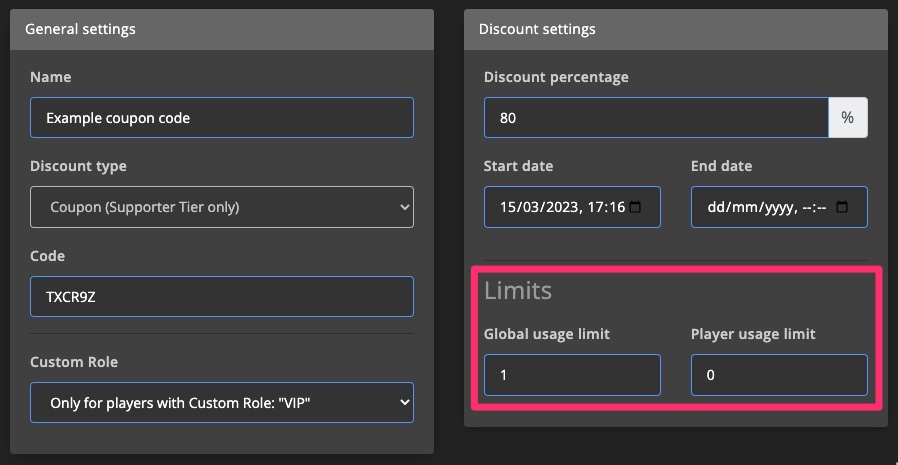 General settings
Name
Example coupon code
Discount type
Coupon (Supporter Tier only)
Code
TXCR9Z
Custom Role
Only for players with Custom Role: "VIP"
Discount settings
Discount percentage
80 %
Start date End date
15/03/2023, 17:16 dd/mm/yyyy, --:--
Limits
Global usage limit Player usage limit
1 0